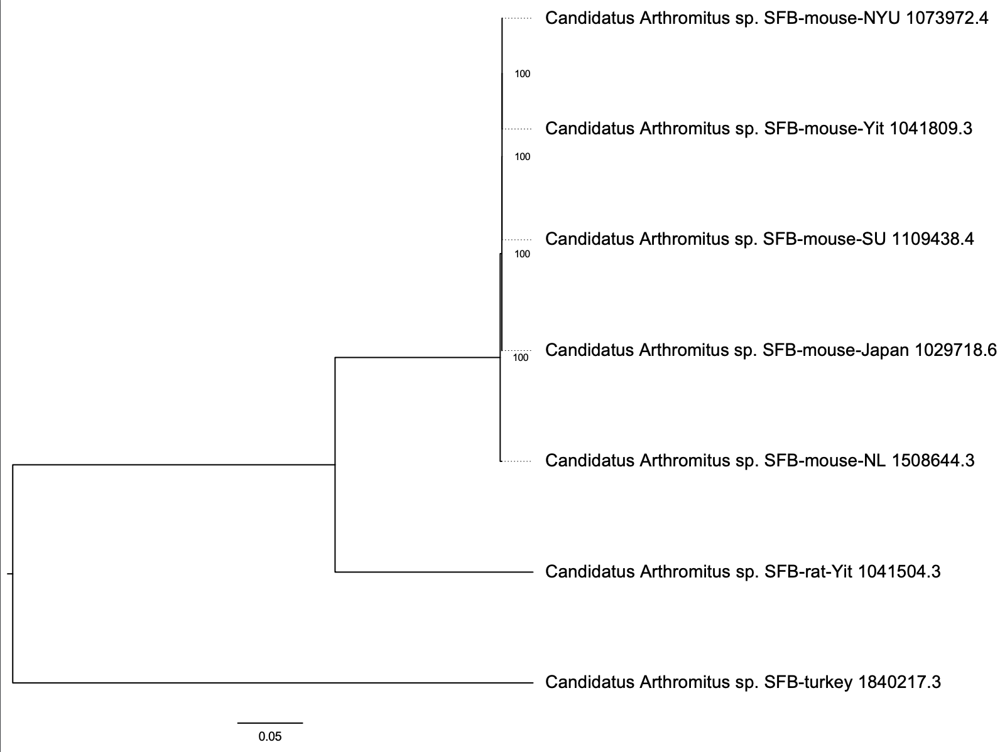 Candidatus Arthromitus sp. SFB-mouse-NYU 1073972.4
100
Candidatus Arthromitus sp. SFB-mouse-Yit 1041809.3
100
Candidatus Arthromitus sp. SFB-mouse-SU 1109438.4
100
Candidatus Arthromitus sp. SFB-mouse-Japan 1029718.6
100
Candidatus Arthromitus sp. SFB-mouse-NL 1508644.3
Candidatus Arthromitus sp. SFB-rat-Yit 1041504.3
Candidatus Arthromitus sp. SFB-turkey 1840217.3
0.05